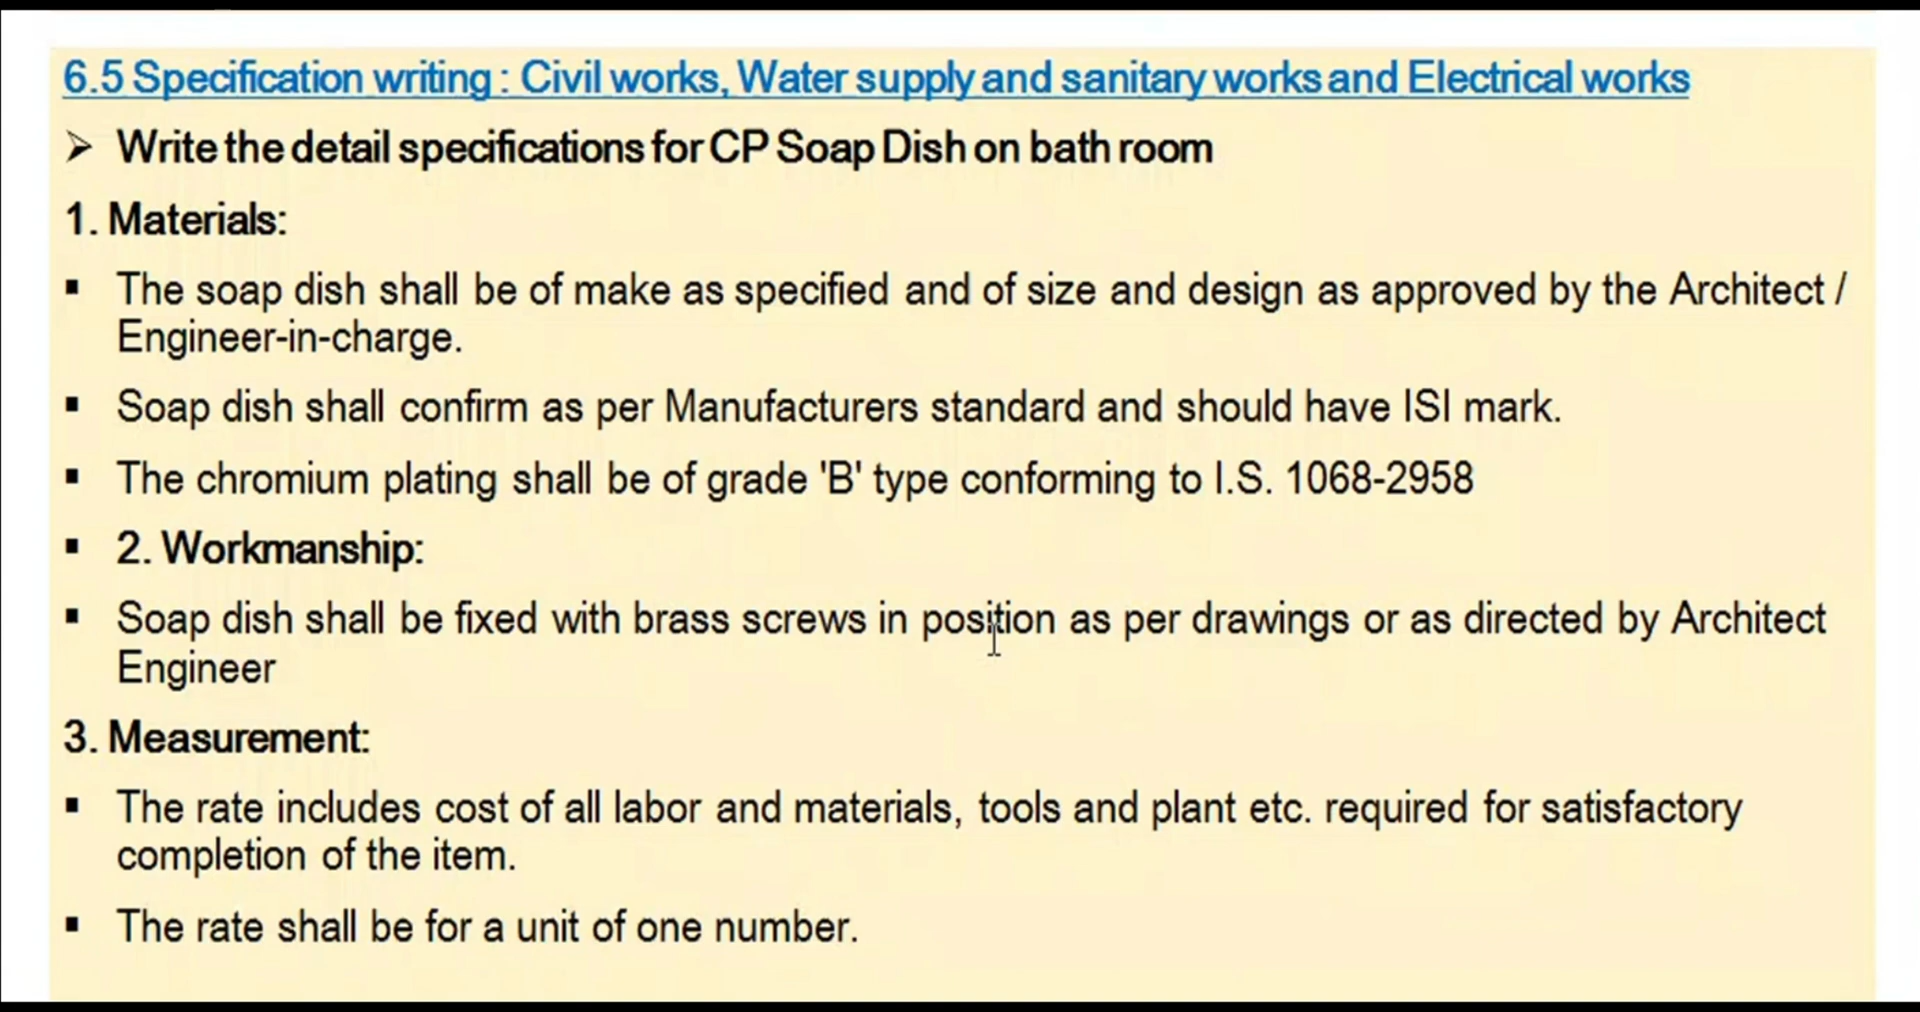 6.5 Specification writing : Civil works, Water supply and sanitary works and Electrical works
➢ Write the detail specifications for CP Soap Dish on bath room
1. Materials:
▪ The soap dish shall be of make as specified and of size and design as approved by the Architect /
Engineer-in-charge.
▪ Soap dish shall confirm as per Manufacturers standard and should have ISI mark.
▪ The chromium plating shall be of grade 'B' type conforming to I.S. 1068-2958
▪ 2. Workmanship:
▪ Soap dish shall be fixed with brass screws in position as per drawings or as directed by Architect
Engineer
3. Measurement:
▪ The rate includes cost of all labor and materials, tools and plant etc. required for satisfactory
completion of the item.
▪ The rate shall be for a unit of one number.